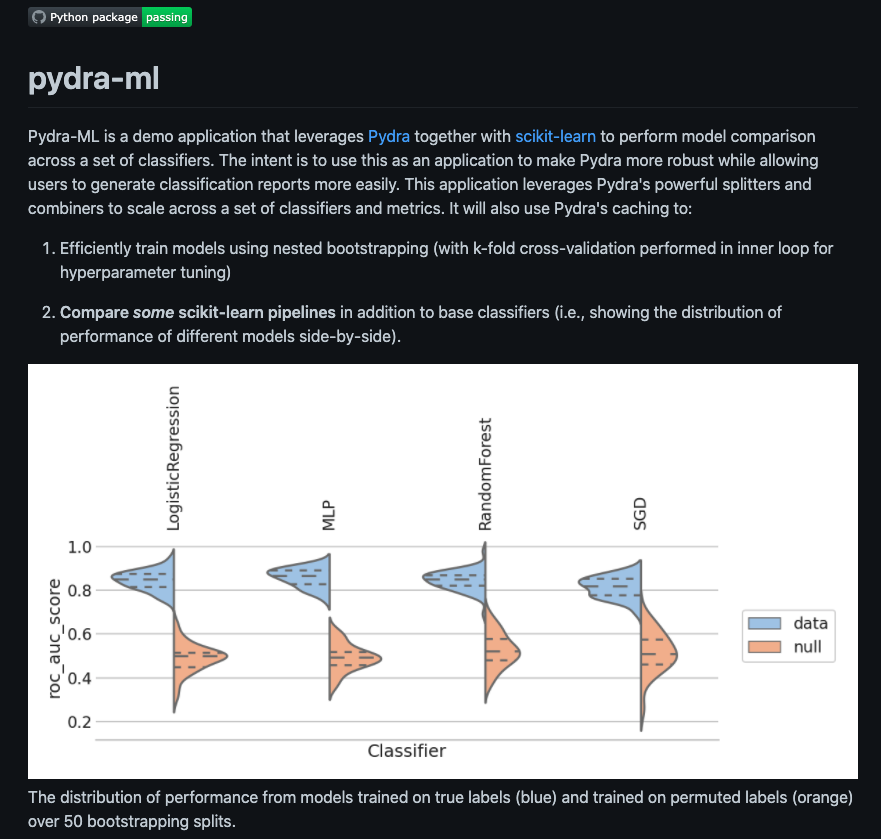 Python package passing
pydra-ml
Pydra-ML is a demo application that leverages Pydra together with scikit-learn to perform model comparison
across a set of classifiers. The intent is to use this as an application to make Pydra more robust while allowing
users to generate classification reports more easily. This application leverages Pydra's powerful splitters and
combiners to scale across a set of classifiers and metrics. It will also use Pydra's caching to:
1. Efficiently train models using nested bootstrapping (with k-fold cross-validation performed in inner loop for
hyperparameter tuning)
2. Compare some scikit-learn pipelines in addition to base classifiers (i.e., showing the distribution of
performance of different models side-by-side).
LogisticRegression
MLP
RandomForest
SGD
1.0
0.8
0.6
0.4
0.2
roc_auc_score
data
null
Classifier
The distribution of performance from models trained on true labels (blue) and trained on permuted labels (orange)
over 50 bootstrapping splits.